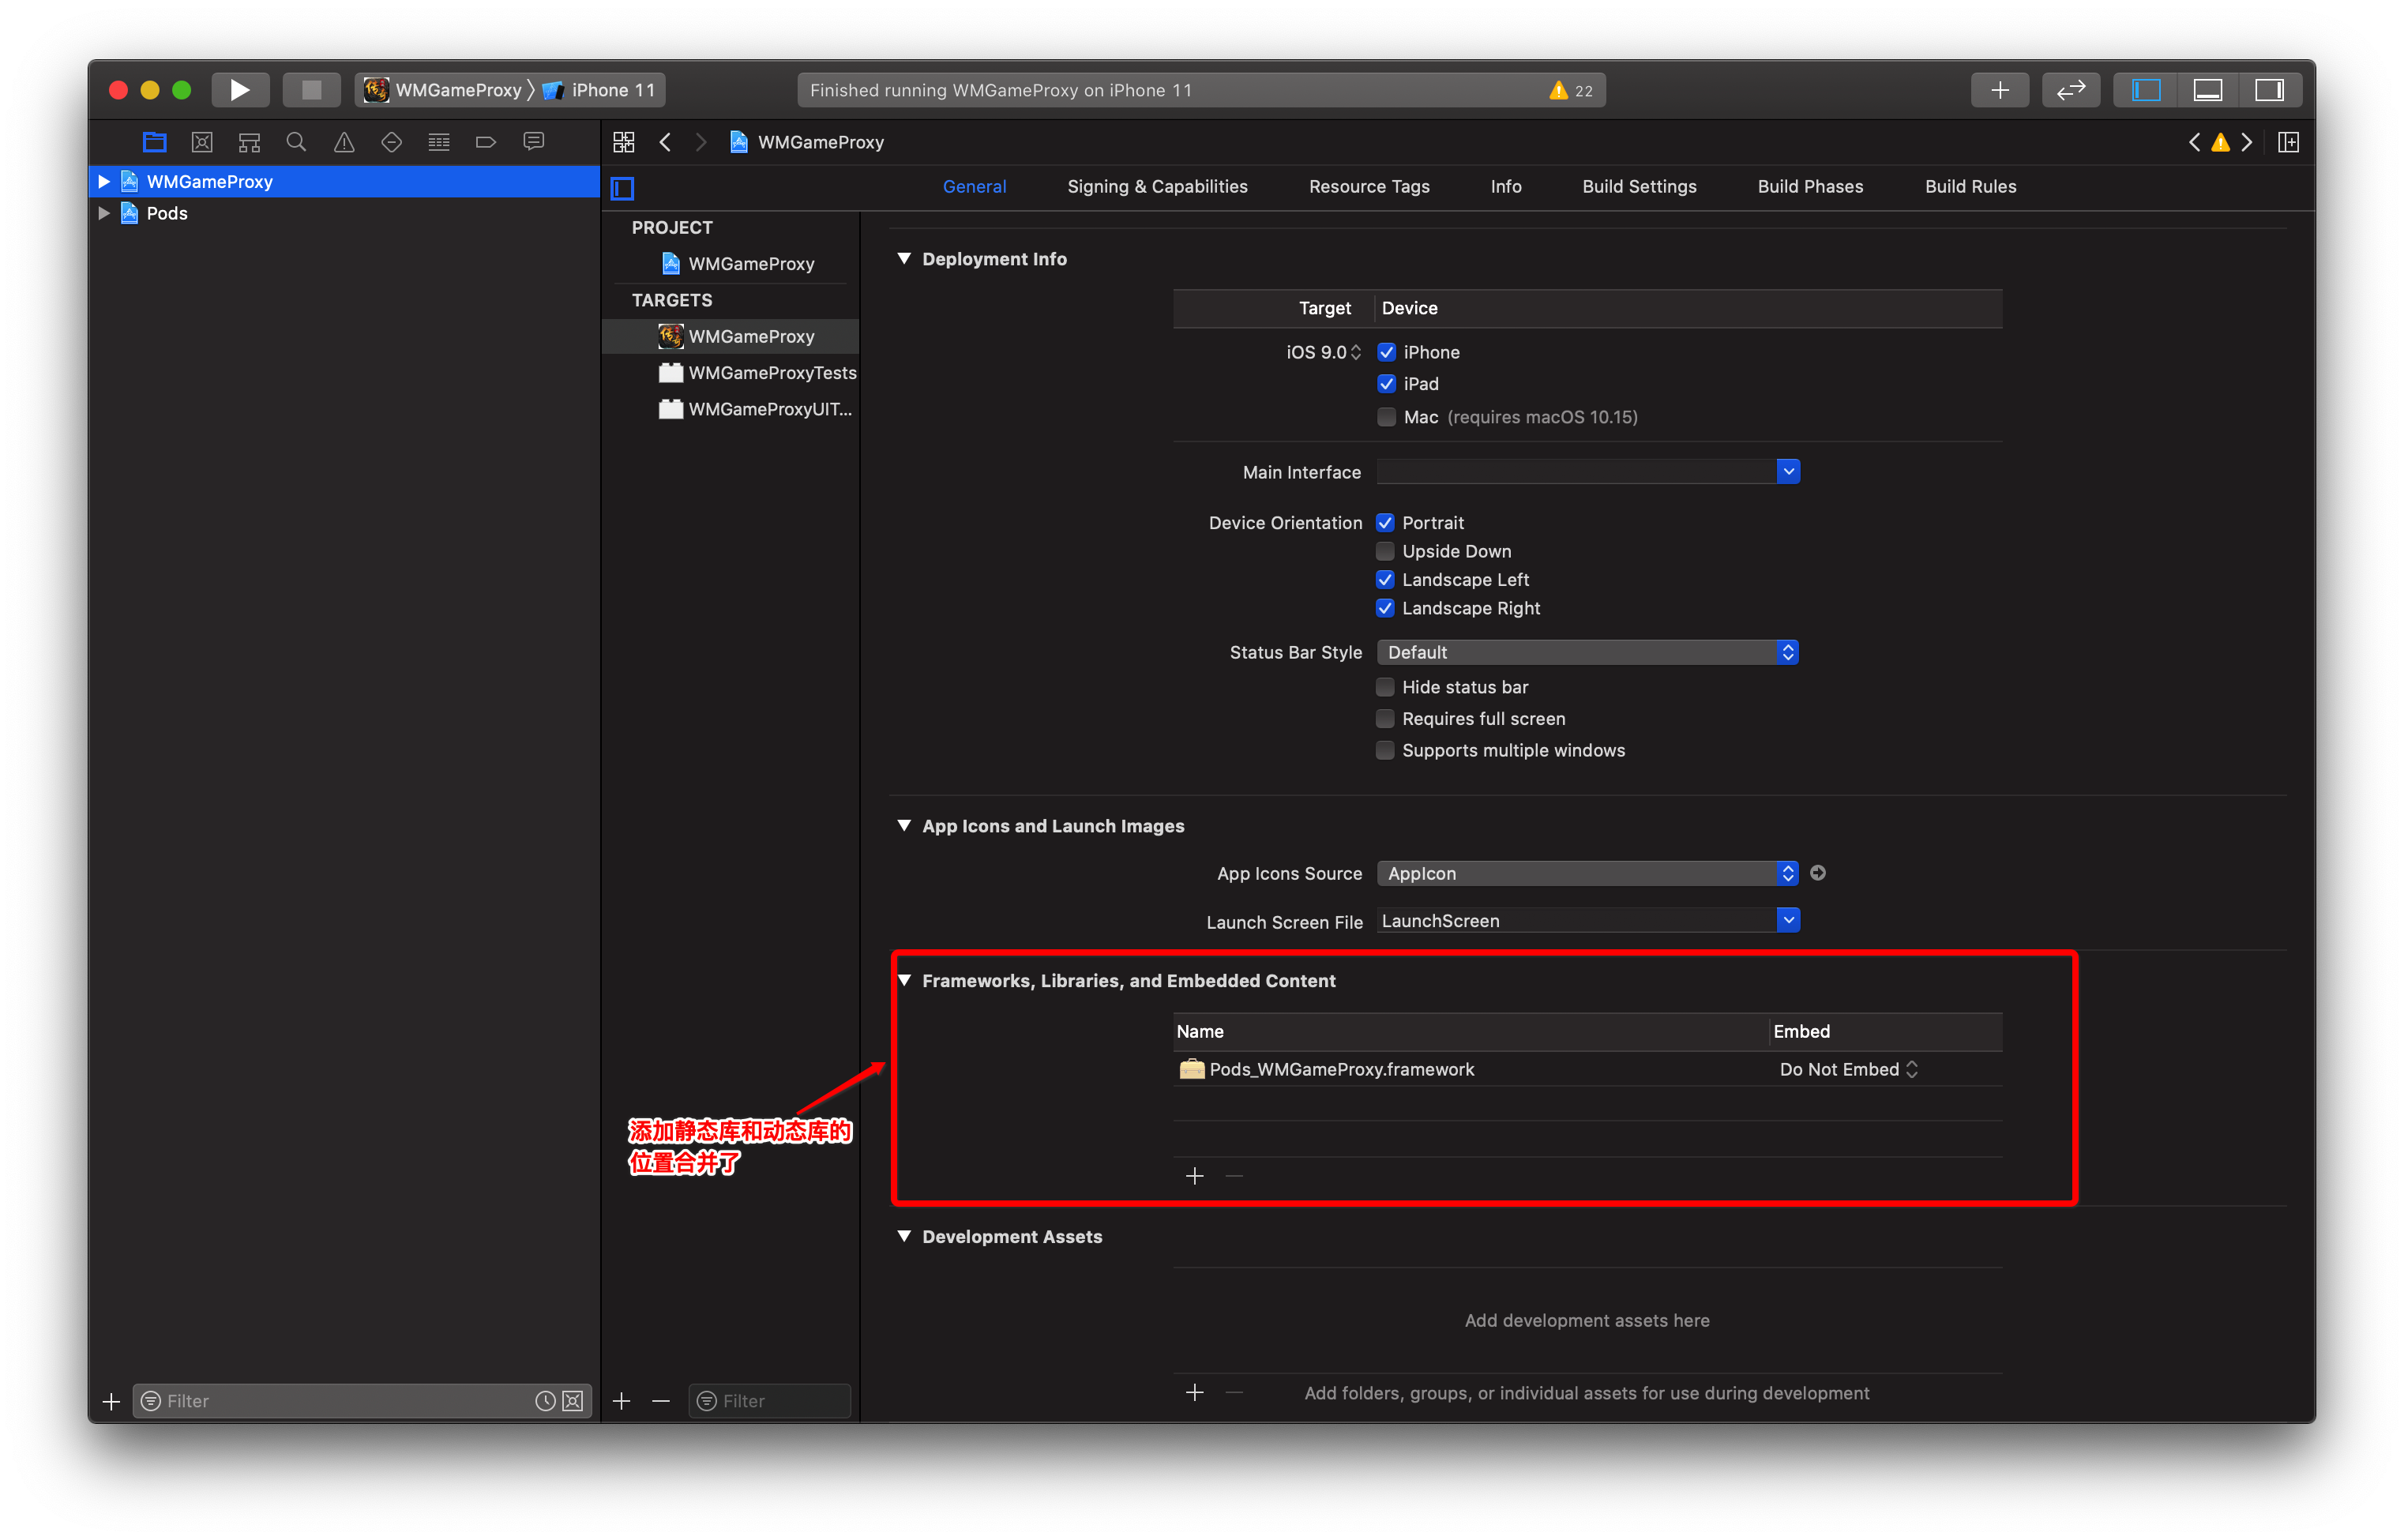 WMGameProxy
iPhone 11
Finished running WMGameProxy on iPhone 11
22
WMGameProxy
WMGameProxy
Pods
General
Signing & Capabilities
Resource Tags
Info
Build Settings
Build Phases
Build Rules
PROJECT
WMGameProxy
TARGETS
WMGameProxy
WMGameProxyTests
WMGameProxyUIT...
Deployment Info
Target
Device
iOS 9.0
iPhone
iPad
Mac (requires macOS 10.15)
Main Interface
Device Orientation
Portrait
Upside Down
Landscape Left
Landscape Right
Status Bar Style
Default
Hide status bar
Requires full screen
Supports multiple windows
App Icons and Launch Images
App Icons Source
AppIcon
Launch Screen File
LaunchScreen
Frameworks, Libraries, and Embedded Content
Name
Embed
Pods_WMGameProxy.framework
Do Not Embed
添加静态库和动态库的
位置合并了
Development Assets
Add development assets here
Add folders, groups, or individual assets for use during development
Filter
Filter